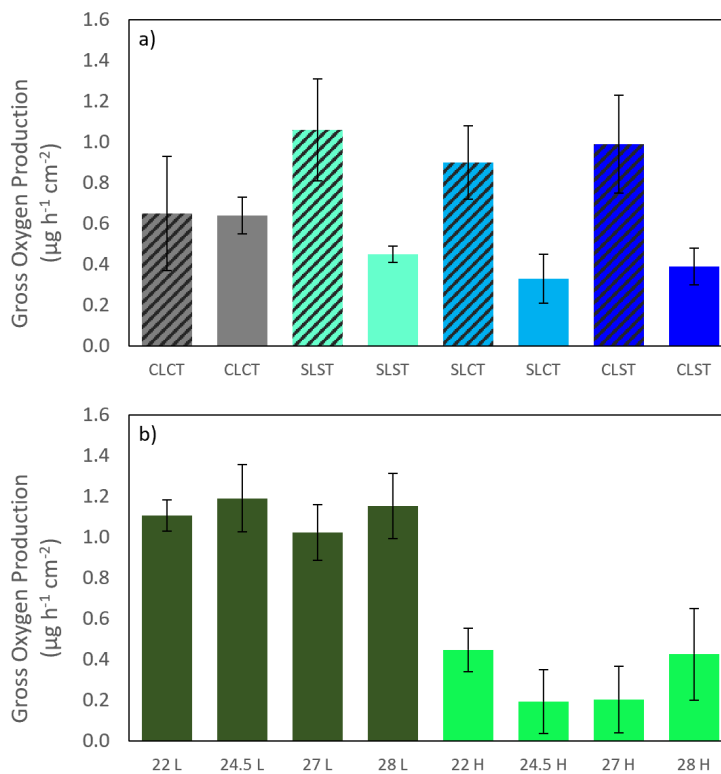 a)
Gross Oxygen Production
(µg h⁻¹ cm⁻²)
1.6
1.4
1.2
1.0
0.8
0.6
0.4
0.2
0.0
CLCT CLCT SLST SLST SLCT SLCT CLST CLST
b)
Gross Oxygen Production
(µg h⁻¹ cm⁻²)
1.6
1.4
1.2
1.0
0.8
0.6
0.4
0.2
0.0
22 L 24.5 L 27 L 28 L 22 H 24.5 H 27 H 28 H